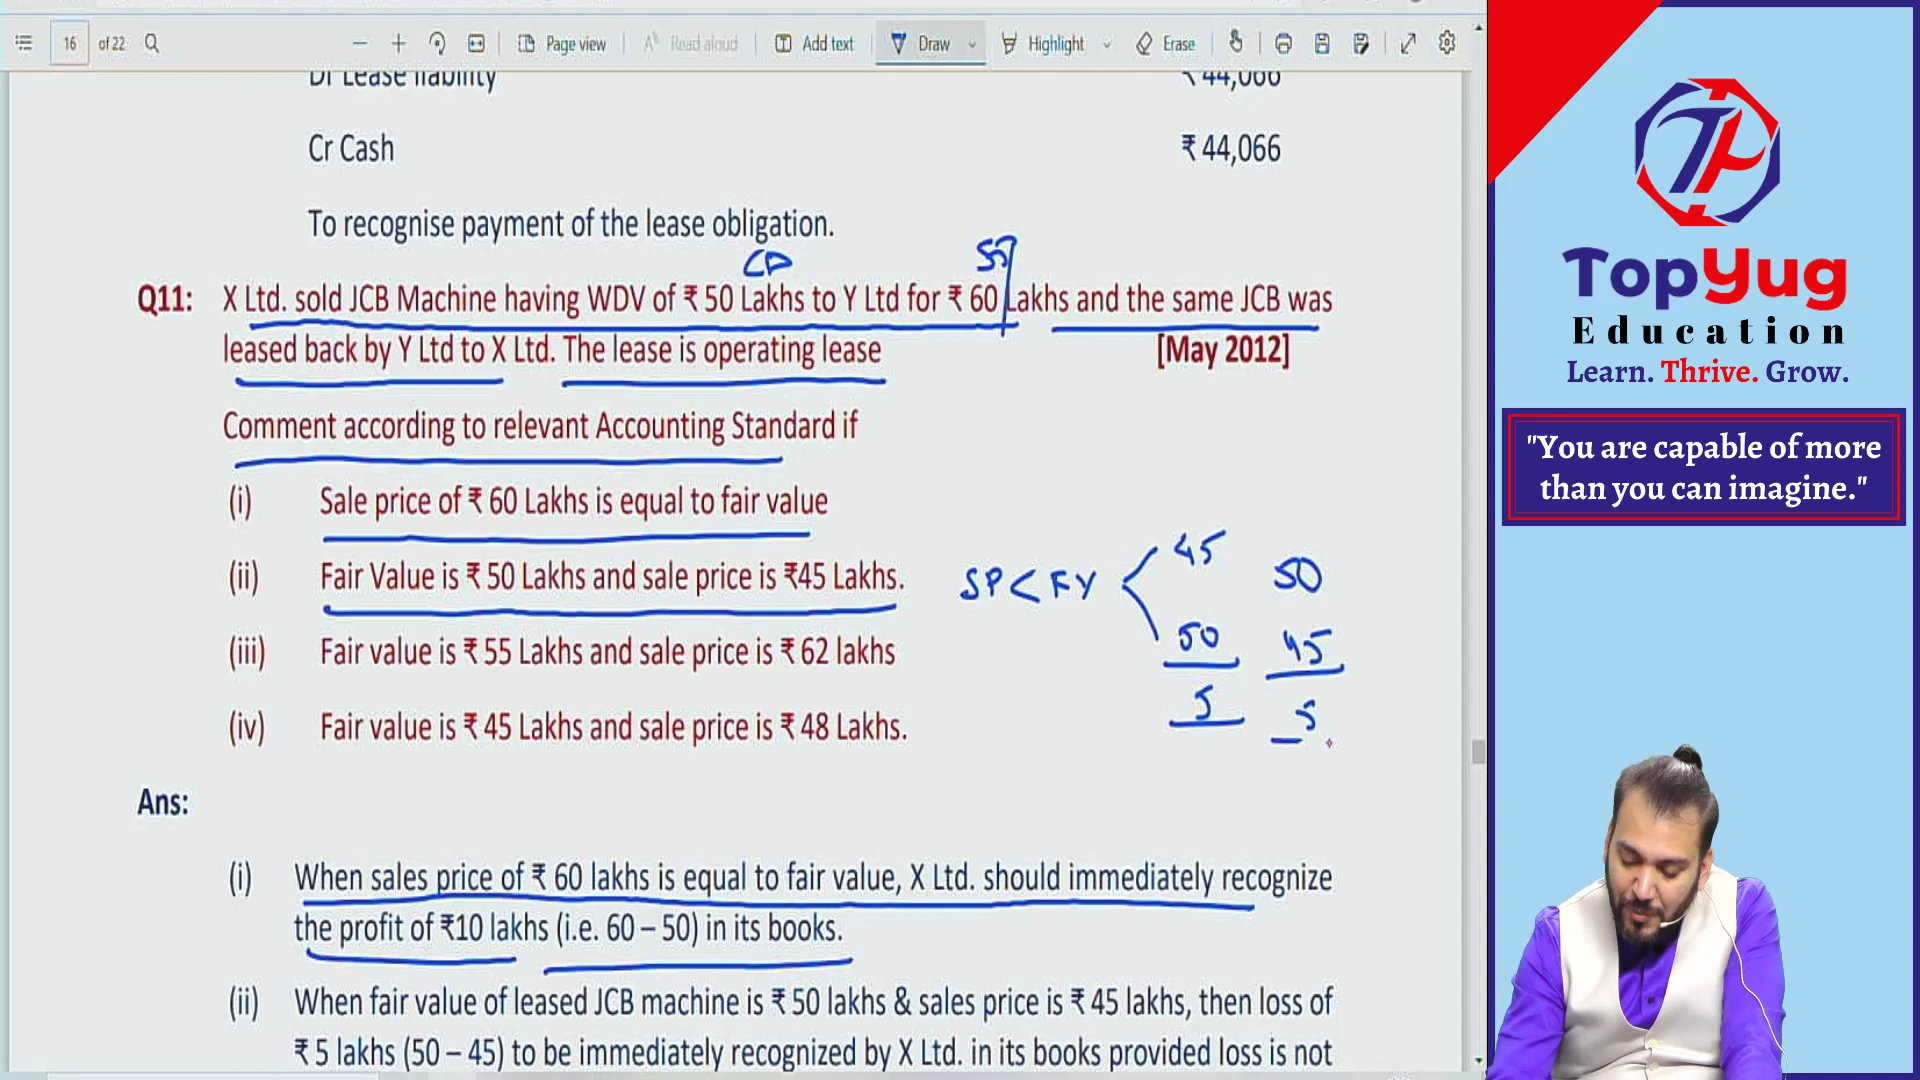 16 of 22 Page view Read aloud Add text Draw Highlight Erase
Dr Lease liability ₹ 44,066
Cr Cash ₹ 44,066
To recognise payment of the lease obligation.
Q11: X Ltd. sold JCB Machine having WDV of ₹ 50 Lakhs to Y Ltd for ₹ 60 Lakhs and the same JCB was
leased back by Y Ltd to X Ltd. The lease is operating lease [May 2012]
Comment according to relevant Accounting Standard if
(i) Sale price of ₹ 60 Lakhs is equal to fair value
(ii) Fair Value is ₹ 50 Lakhs and sale price is ₹45 Lakhs.
SP < FV 45 50
50 45
5 5
(iii) Fair value is ₹ 55 Lakhs and sale price is ₹ 62 lakhs
(iv) Fair value is ₹ 45 Lakhs and sale price is ₹ 48 Lakhs.
Ans:
(i) When sales price of ₹ 60 lakhs is equal to fair value, X Ltd. should immediately recognize
the profit of ₹10 lakhs (i.e. 60 – 50) in its books.
(ii) When fair value of leased JCB machine is ₹ 50 lakhs & sales price is ₹ 45 lakhs, then loss of
₹ 5 lakhs (50 – 45) to be immediately recognized by X Ltd. in its books provided loss is not
TopYug
Education
Learn. Thrive. Grow.
"You are capable of more
than you can imagine."